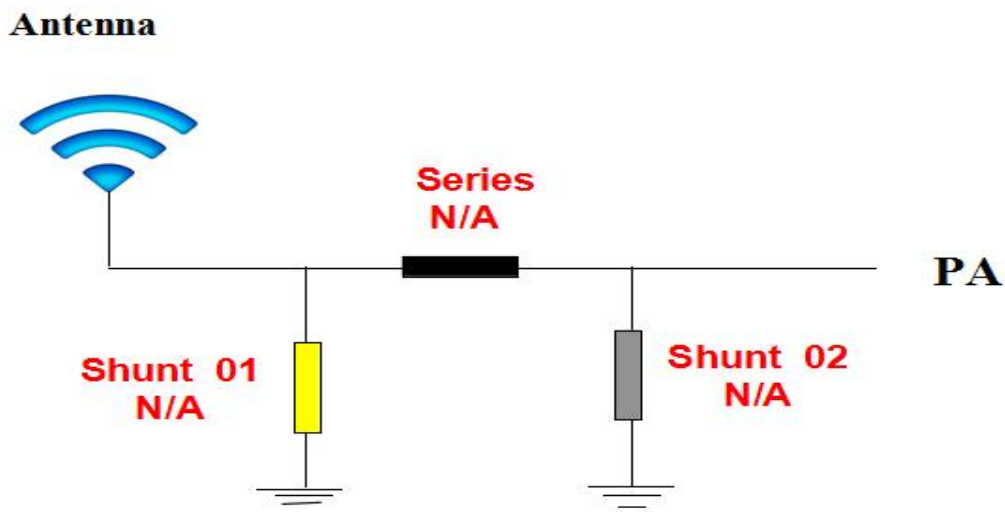 Antenna
Series
N/A
PA
Shunt 01
N/A
Shunt 02
N/A